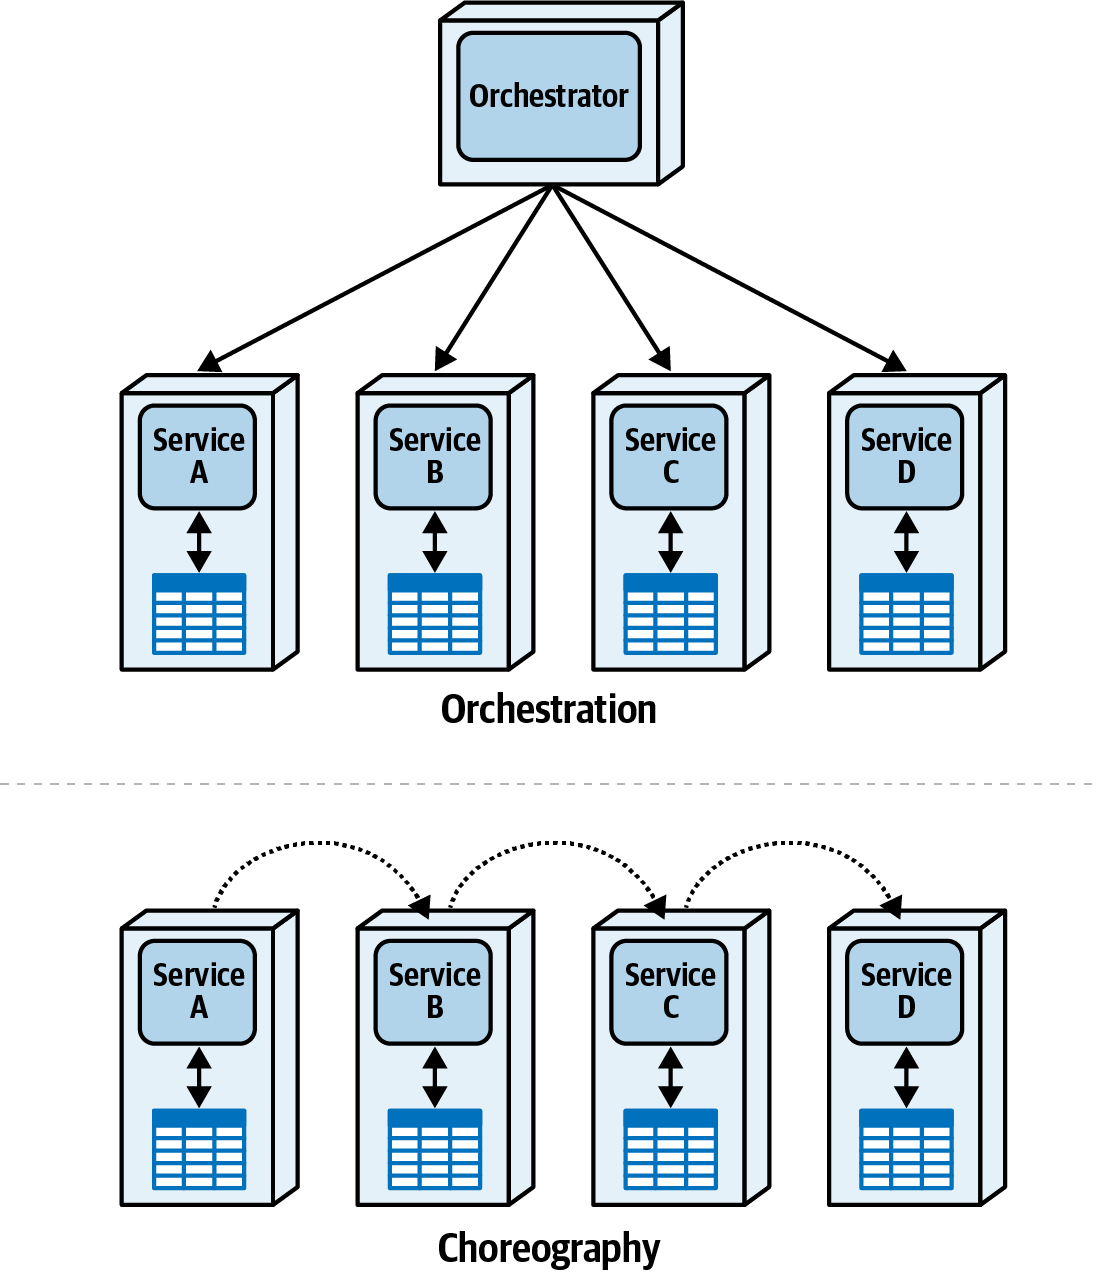 Orchestrator
Service
A
Service
B
Service
C
Service
D
Orchestration
Service
A
Service
B
Service
C
Service
D
Choreography